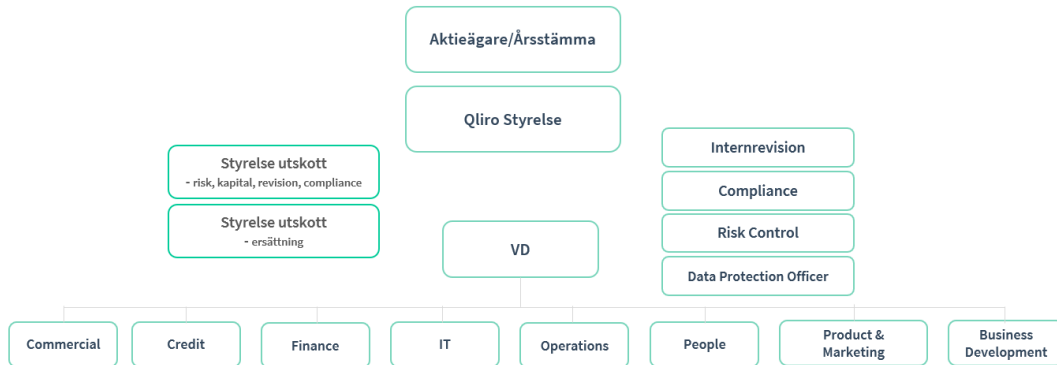 Aktieägare/Årsstämma
Qliro Styrelse
Styrelse utskott
- risk, kapital, revision, compliance
Styrelse utskott
- ersättning
Internrevision
Compliance
Risk Control
Data Protection Officer
VD
Commercial
Credit
Finance
IT
Operations
People
Product &
Marketing
Business
Development